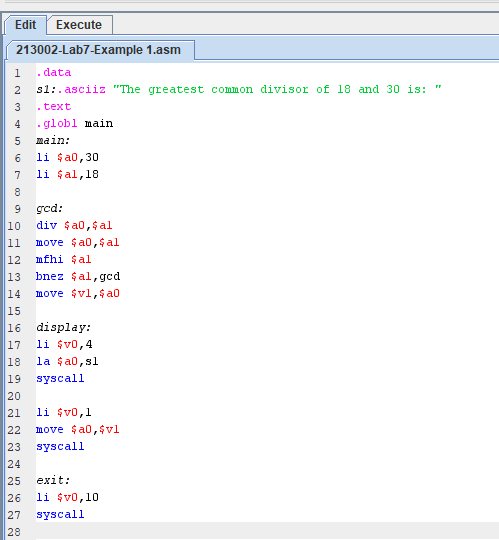 Edit Execute
213002-Lab7-Example 1.asm
1 .data
2 s1:.asciiz "The greatest common divisor of 18 and 30 is: "
3 .text
4 .globl main
5 main:
6 li $a0,30
7 li $a1,18
8
9 gcd:
10 div $a0,$a1
11 move $a0,$a1
12 mfhi $a1
13 bnez $a1,gcd
14 move $v1,$a0
15
16 display:
17 li $v0,4
18 la $a0,s1
19 syscall
20
21 li $v0,1
22 move $a0,$v1
23 syscall
24
25 exit:
26 li $v0,10
27 syscall
28